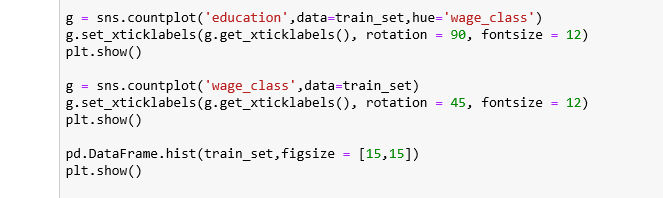 g = sns.countplot('education',data=train_set,hue='wage_class')
g.set_xticklabels(g.get_xticklabels(), rotation = 90, fontsize = 12)
plt.show()
g = sns.countplot('wage_class',data=train_set)
g.set_xticklabels(g.get_xticklabels(), rotation = 45, fontsize = 12)
plt.show()
pd.DataFrame.hist(train_set,figsize = [15,15])
plt.show()